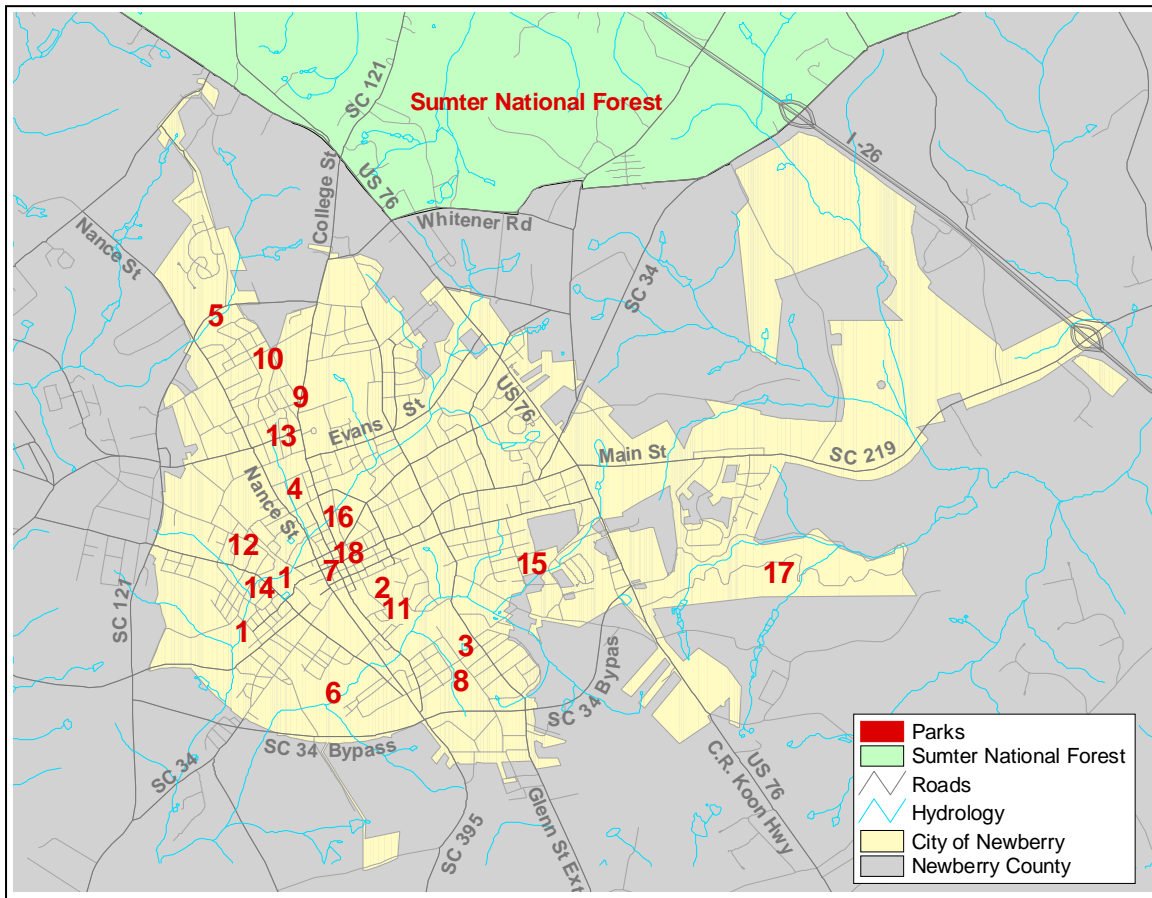 SC 121
Sumter National Forest
I-26
US 76
College St
Whitener Rd
Nance St
SC 34
5
10
9
US 76
13
Evans St
Main St
SC 219
4
Nance St
16
12
18
7
15
17
14
1
2
11
SC 121
1
3
8
6
SC 34 Bypas
SC 34 Bypass
SC 34
US 76
C.R. Koon Hwy
SC 395
Glenn St Ext
Parks
Sumter National Forest
Roads
Hydrology
City of Newberry
Newberry County